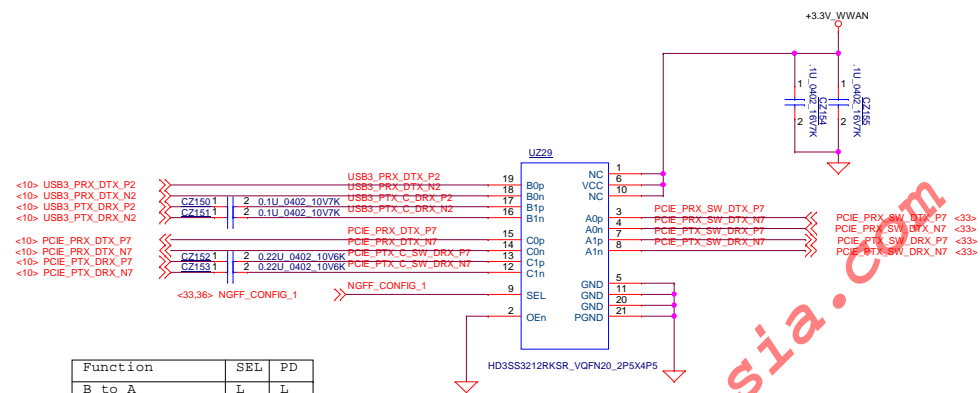 +3.3V_WWAN
.1U_0402_16V7K
CZ154
.1U_0402_16V7K
CZ155
1
2
1
2
UZ29
<10> USB3_PRX_DTX_P2
<10> USB3_PRX_DTX_N2
<10> USB3_PTX_DRX_P2
<10> USB3_PTX_DRX_N2
USB3_PRX_DTX_P2
USB3_PRX_DTX_N2
CZ150 1 2 0.1U_0402_10V7K USB3_PTX_C_DRX_P2
CZ151 1 2 0.1U_0402_10V7K USB3_PTX_C_DRX_N2
19 B0p
18 B0n
17 B1p
16 B1n
<10> PCIE_PRX_DTX_P7
<10> PCIE_PRX_DTX_N7
<10> PCIE_PTX_DRX_P7
<10> PCIE_PTX_DRX_N7
PCIE_PRX_DTX_P7
PCIE_PRX_DTX_N7
CZ152 1 2 0.22U_0402_10V6K PCIE_PTX_C_SW_DRX_P7
CZ153 1 2 0.22U_0402_10V6K PCIE_PTX_C_SW_DRX_N7
15 C0p
14 C0n
13 C1p
12 C1n
<33,36> NGFF_CONFIG_1
NGFF_CONFIG_1
9 SEL
2 OEn
NC 1
VCC 6
NC 10
A0p 3 PCIE_PRX_SW_DTX_P7
A0n 4 PCIE_PRX_SW_DTX_N7
A1p 7 PCIE_PTX_SW_DRX_P7
A1n 8 PCIE_PTX_SW_DRX_N7
PCIE_PRX_SW_DTX_P7 <33>
PCIE_PRX_SW_DTX_N7 <33>
PCIE_PTX_SW_DRX_P7 <33>
PCIE_PTX_SW_DRX_N7 <33>
GND 5
GND 11
GND 20
PGND 21
HD3SS3212RKSR_VQFN20_2P5X4P5
Function SEL PD
B to A L L
sia.com